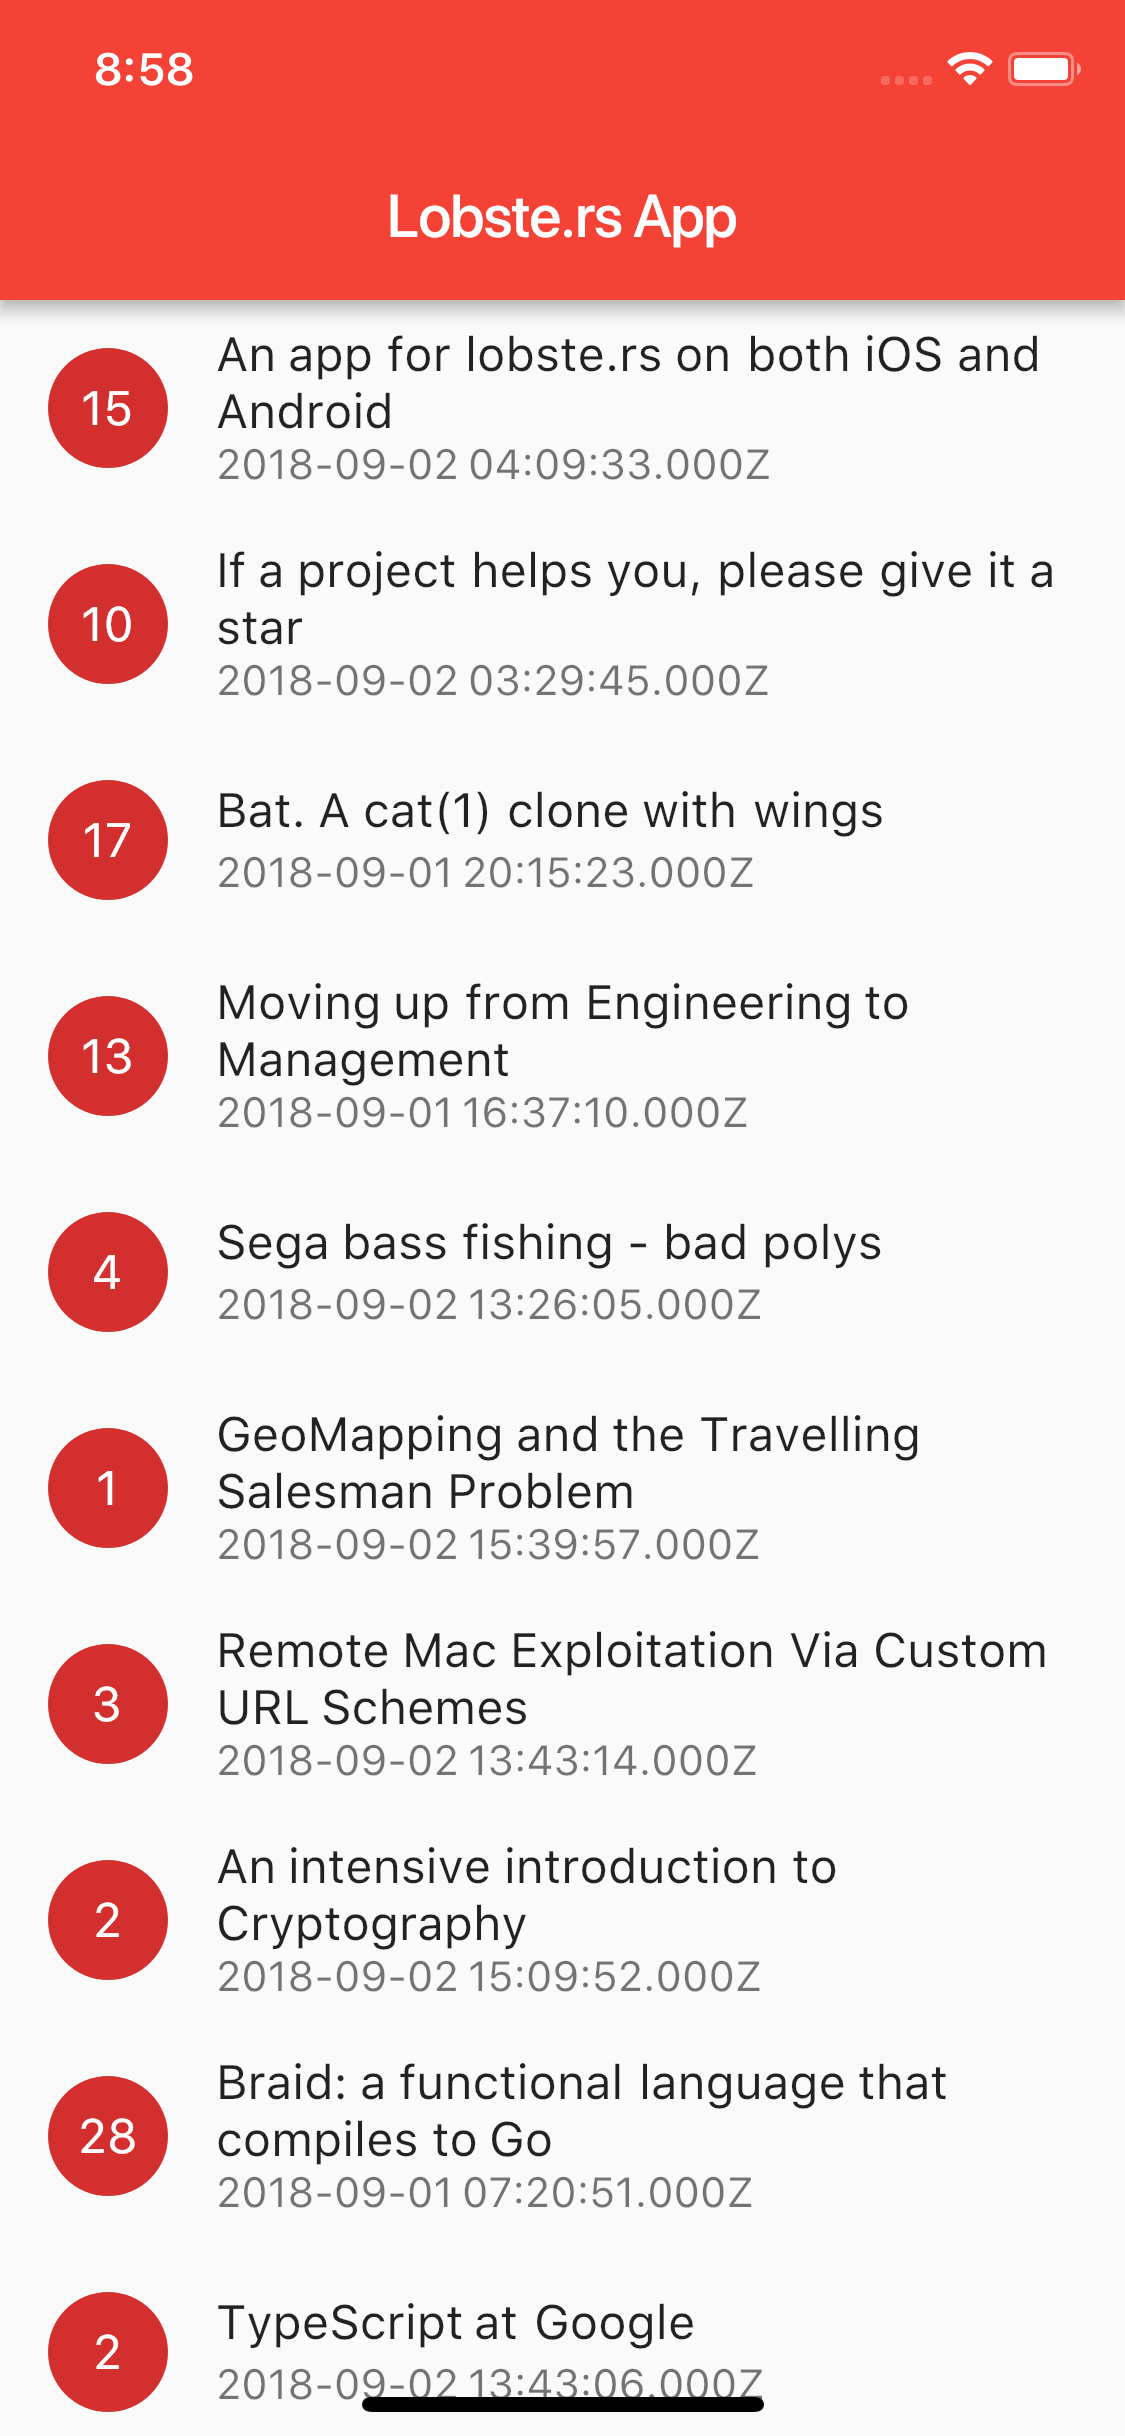 8:58
Lobste.rs App
15
An app for lobste.rs on both iOS and
Android
2018-09-02 04:09:33.000Z
10
If a project helps you, please give it a
star
2018-09-02 03:29:45.000Z
17
Bat. A cat(1) clone with wings
2018-09-01 20:15:23.000Z
13
Moving up from Engineering to
Management
2018-09-01 16:37:10.000Z
4
Sega bass fishing - bad polys
2018-09-02 13:26:05.000Z
1
GeoMapping and the Travelling
Salesman Problem
2018-09-02 15:39:57.000Z
3
Remote Mac Exploitation Via Custom
URL Schemes
2018-09-02 13:43:14.000Z
2
An intensive introduction to
Cryptography
2018-09-02 15:09:52.000Z
28
Braid: a functional language that
compiles to Go
2018-09-01 07:20:51.000Z
2
TypeScript at Google
2018-09-02 13:43:06.000Z